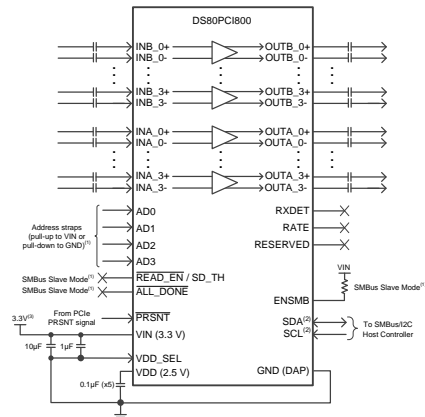 DS80PCI800
INB_0+ OUTB_0+
INB_0- OUTB_0-
INB_3+ OUTB_3+
INB_3- OUTB_3-
INA_0+ OUTA_0+
INA_0- OUTA_0-
INA_3+ OUTA_3+
INA_3- OUTA_3-
Address straps
(pull-up to VIN or
pull-down to GND)(1)
AD0
AD1
AD2
AD3
RXDET
RATE
RESERVED
SMBus Slave Mode(1) READ_EN / SD_TH
SMBus Slave Mode(1) ALL_DONE
VIN
SMBus Slave Mode(1
ENSMB
From PCIe
PRSNT signal
PRSNT
3.3V(3)
VIN (3.3 V)
10µF
1µF
SDA(2)
SCL(2)
To SMBus/I2C
Host Controller
VDD_SEL
VDD (2.5 V)
0.1µF (x5)
GND (DAP)